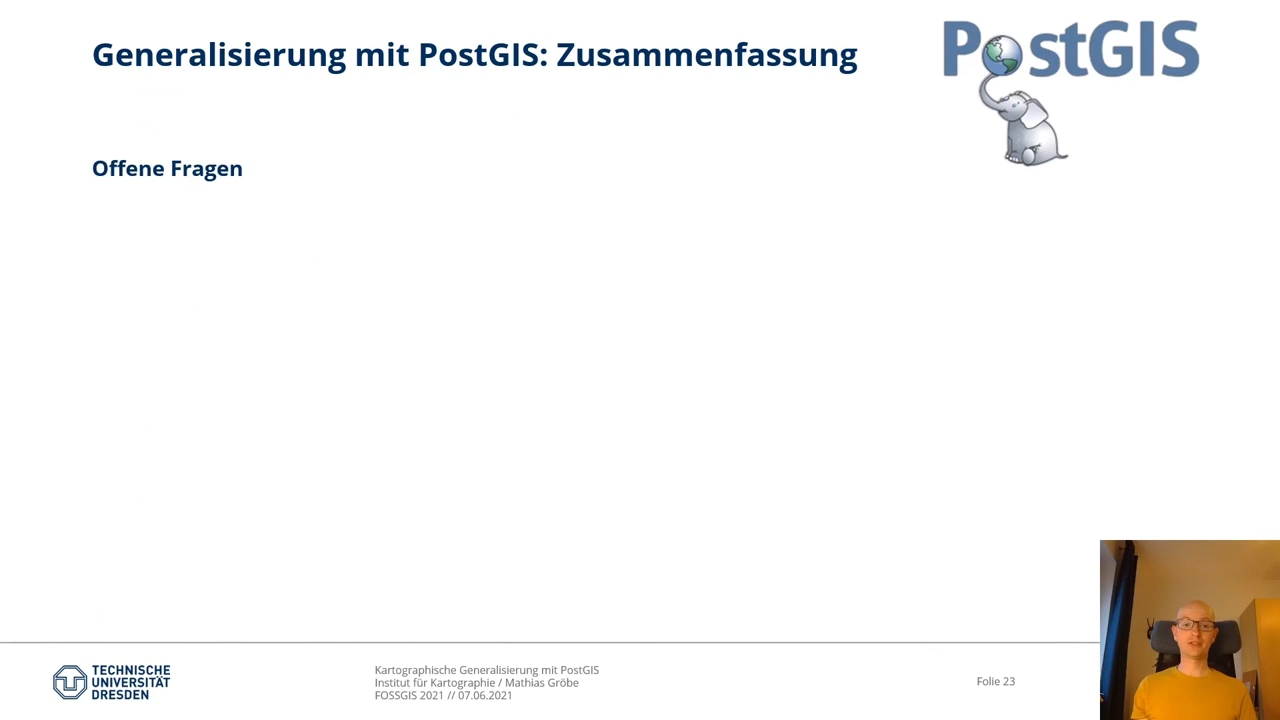 Generalisierung mit PostGIS: Zusammenfassung
PostGIS
Offene Fragen
TECHNISCHE
UNIVERSITÄT
DRESDEN
Kartographische Generalisierung mit PostGIS
Institut für Kartographie / Mathias Gröbe
FOSSGIS 2021 // 07.06.2021
Folie 23